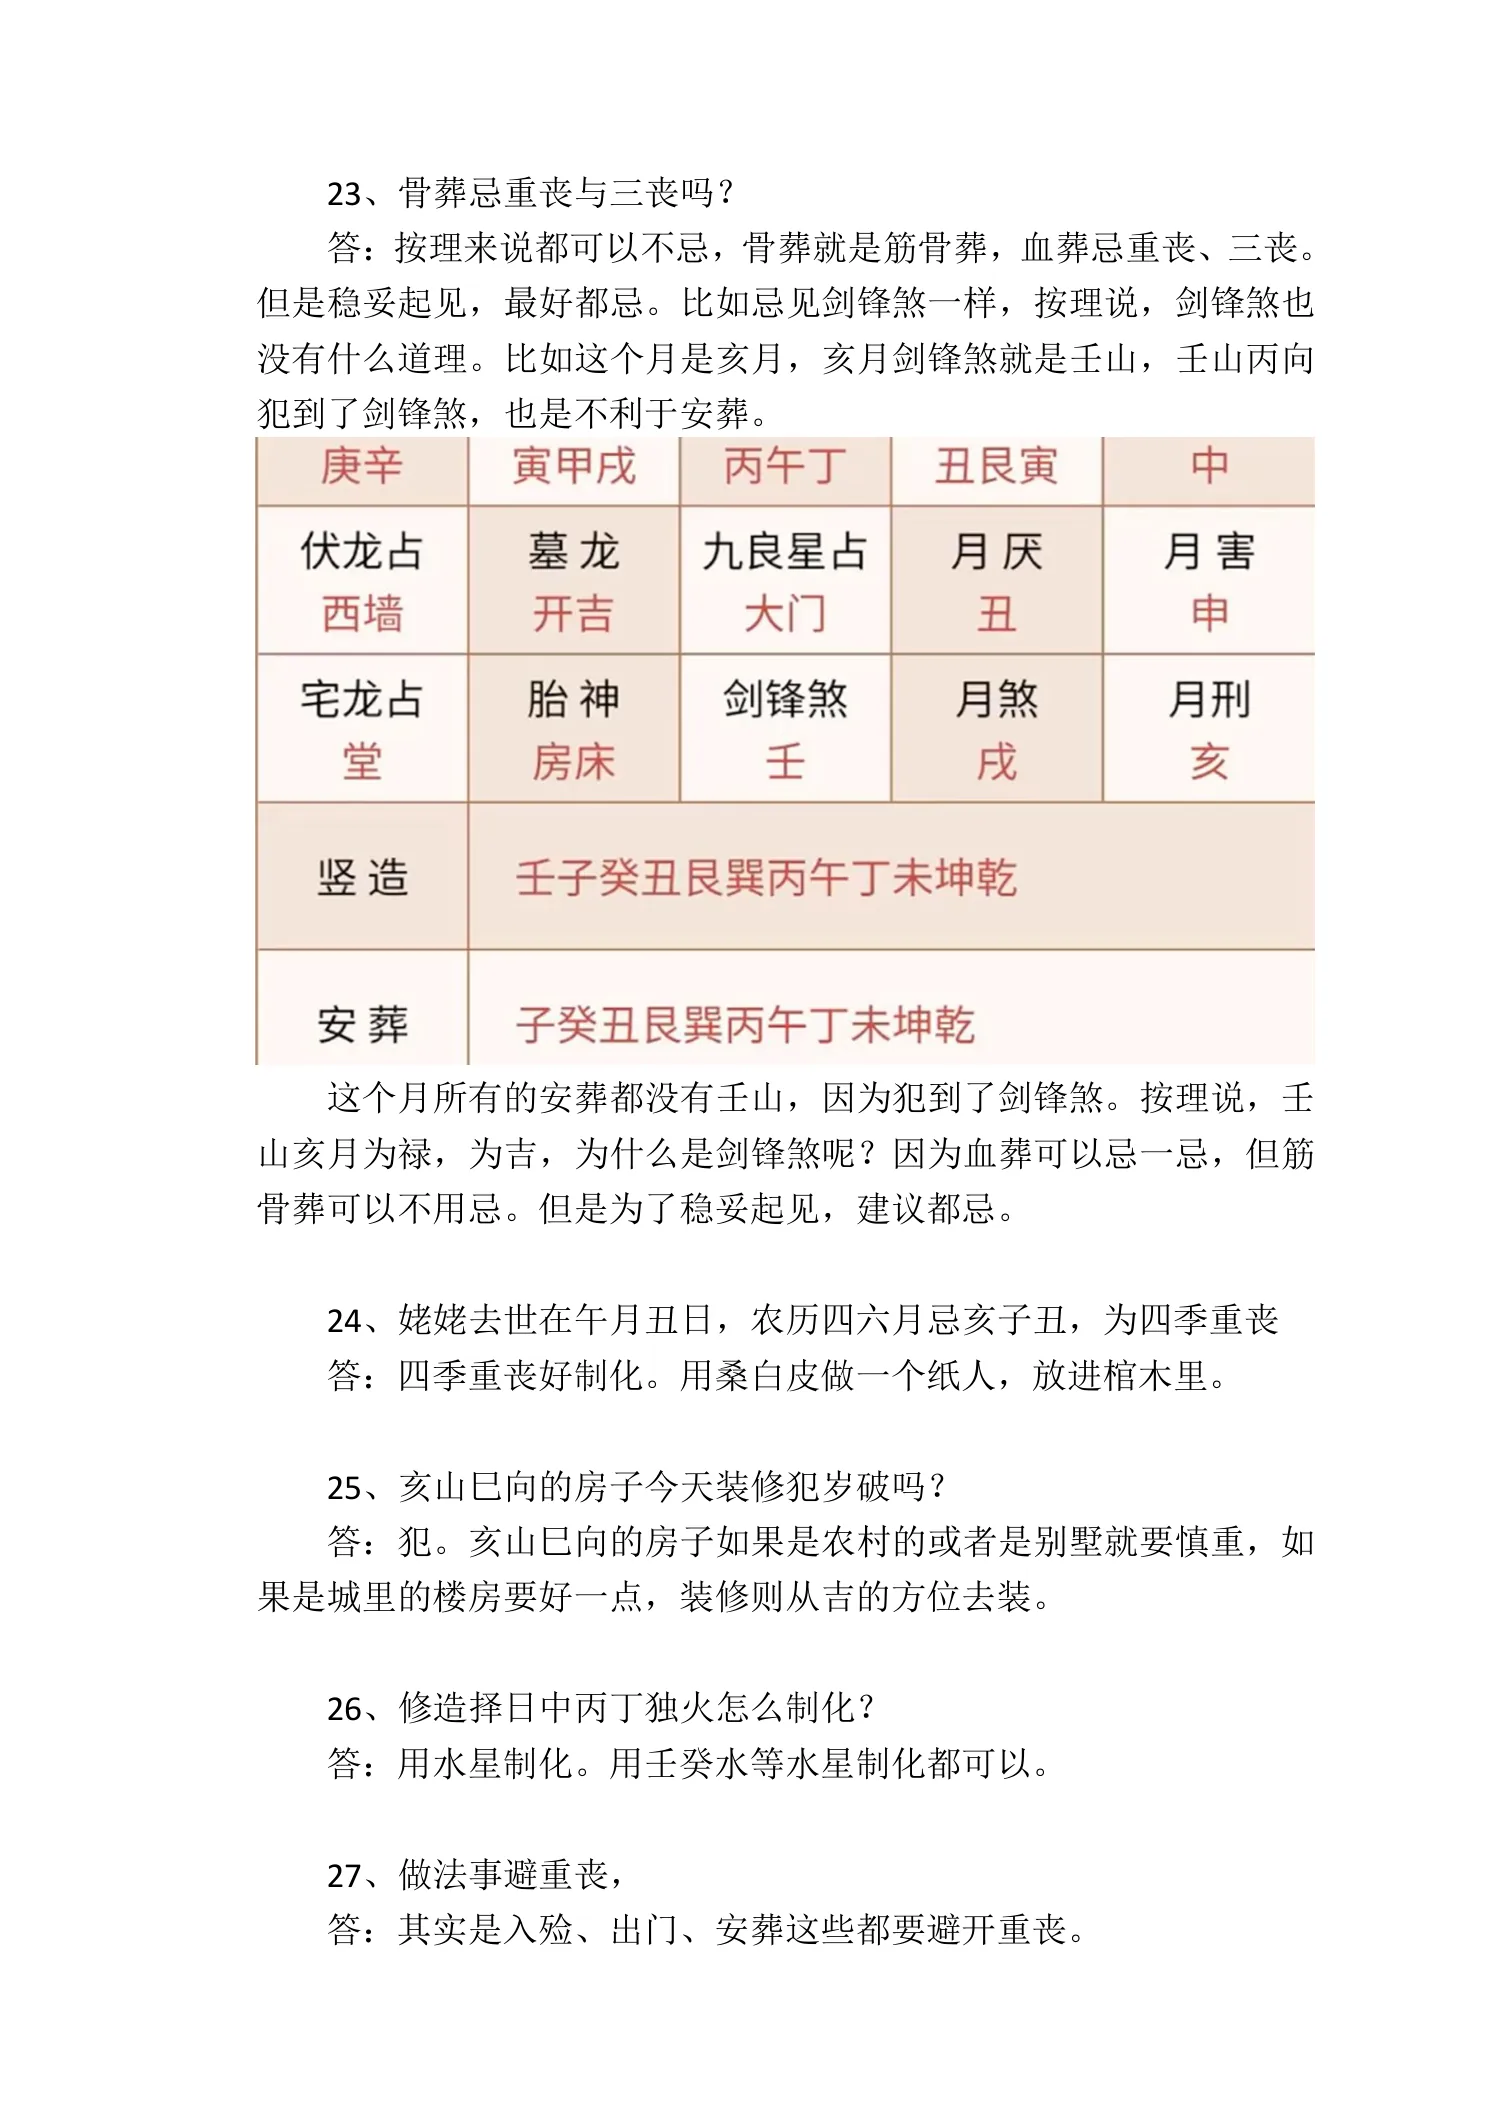 23、骨葬忌重丧与三丧吗？
答：按理来说都可以不忌，骨葬就是筋骨葬，血葬忌重丧、三丧。
但是稳妥起见，最好都忌。比如忌见剑锋煞一样，按理说，剑锋煞也
没有什么道理。比如这个月是亥月，亥月剑锋煞就是壬山，壬山丙向
犯到了剑锋煞，也是不利于安葬。
庚辛 寅甲戌 丙午丁 丑艮寅 中
伏龙占 墓 龙 九良星占 月 厌 月 害
西墙 开吉 大门 丑 申
宅龙占 胎 神 剑锋煞 月煞 月刑
堂 房床 壬 戌 亥
竖 造 壬子癸丑艮巽丙午丁未坤乾
安 葬 子癸丑艮巽丙午丁未坤乾
这个月所有的安葬都没有壬山，因为犯到了剑锋煞。按理说，壬
山亥月为禄，为吉，为什么是剑锋煞呢？因为血葬可以忌一忌，但筋
骨葬可以不用忌。但是为了稳妥起见，建议都忌。
24、姥姥去世在午月丑日，农历四六月忌亥子丑，为四季重丧
答：四季重丧好制化。用桑白皮做一个纸人，放进棺木里。
25、亥山巳向的房子今天装修犯岁破吗？
答：犯。亥山巳向的房子如果是农村的或者是别墅就要慎重，如
果是城里的楼房要好一点，装修则从吉的方位去装。
26、修造择日中丙丁独火怎么制化？
答：用水星制化。用壬癸水等水星制化都可以。
27、做法事避重丧，
答：其实是入殓、出门、安葬这些都要避开重丧。